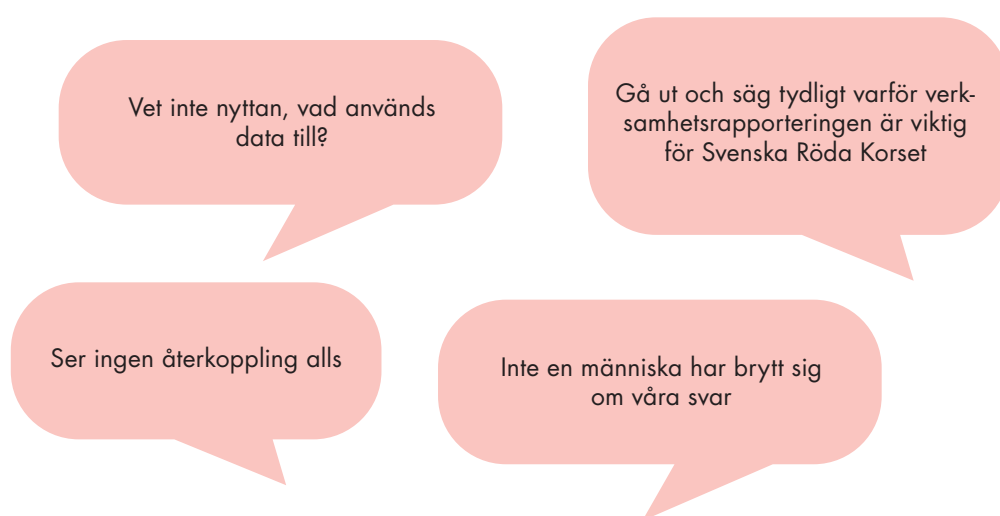 Vet inte nyttan, vad används
data till?
Gå ut och säg tydligt varför verk-
samhetsrapporteringen är viktig
för Svenska Röda Korset
Ser ingen återkoppling alls
Inte en människa har brytt sig
om våra svar